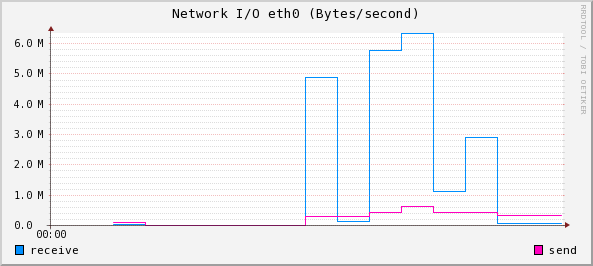 Network I/O eth0 (Bytes/second)
RRDTOOL / TOBI OETIKER
6.0 M
5.0 M
4.0 M
3.0 M
2.0 M
1.0 M
0.0
00:00
receive
send